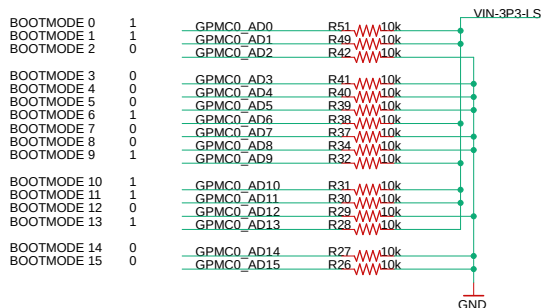 VIN-3P3-LS
BOOTMODE 0 1 GPMC0_AD0 R51 10k
BOOTMODE 1 1 GPMC0_AD1 R49 10k
BOOTMODE 2 0 GPMC0_AD2 R42 10k
BOOTMODE 3 0 GPMC0_AD3 R41 10k
BOOTMODE 4 0 GPMC0_AD4 R40 10k
BOOTMODE 5 0 GPMC0_AD5 R39 10k
BOOTMODE 6 1 GPMC0_AD6 R38 10k
BOOTMODE 7 0 GPMC0_AD7 R37 10k
BOOTMODE 8 0 GPMC0_AD8 R34 10k
BOOTMODE 9 1 GPMC0_AD9 R32 10k
BOOTMODE 10 1 GPMC0_AD10 R31 10k
BOOTMODE 11 1 GPMC0_AD11 R30 10k
BOOTMODE 12 0 GPMC0_AD12 R29 10k
BOOTMODE 13 1 GPMC0_AD13 R28 10k
BOOTMODE 14 0 GPMC0_AD14 R27 10k
BOOTMODE 15 0 GPMC0_AD15 R26 10k
GND